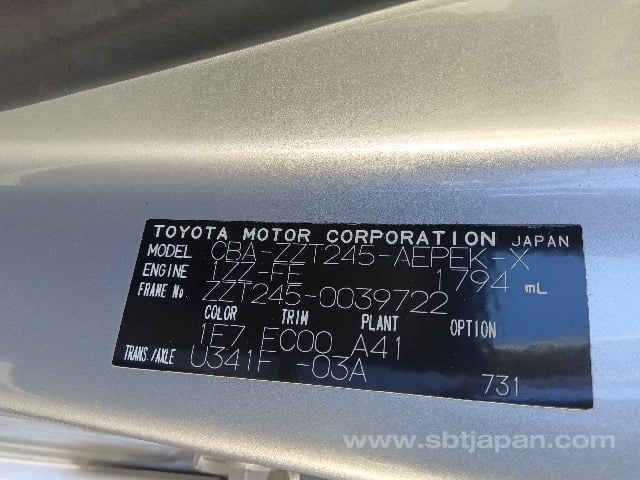 TOYOTA MOTOR CORPORATION JAPAN
MODEL CBA-ZZT245-AEPEK-X
ENGINE 1ZZ-FE 1794 mL
FRAME No. ZZT245-0039722
COLOR TRIM PLANT OPTION
1E7 EC00 A41
TRANS./AXLE U341F -03A 731
www.sbtjapan.com